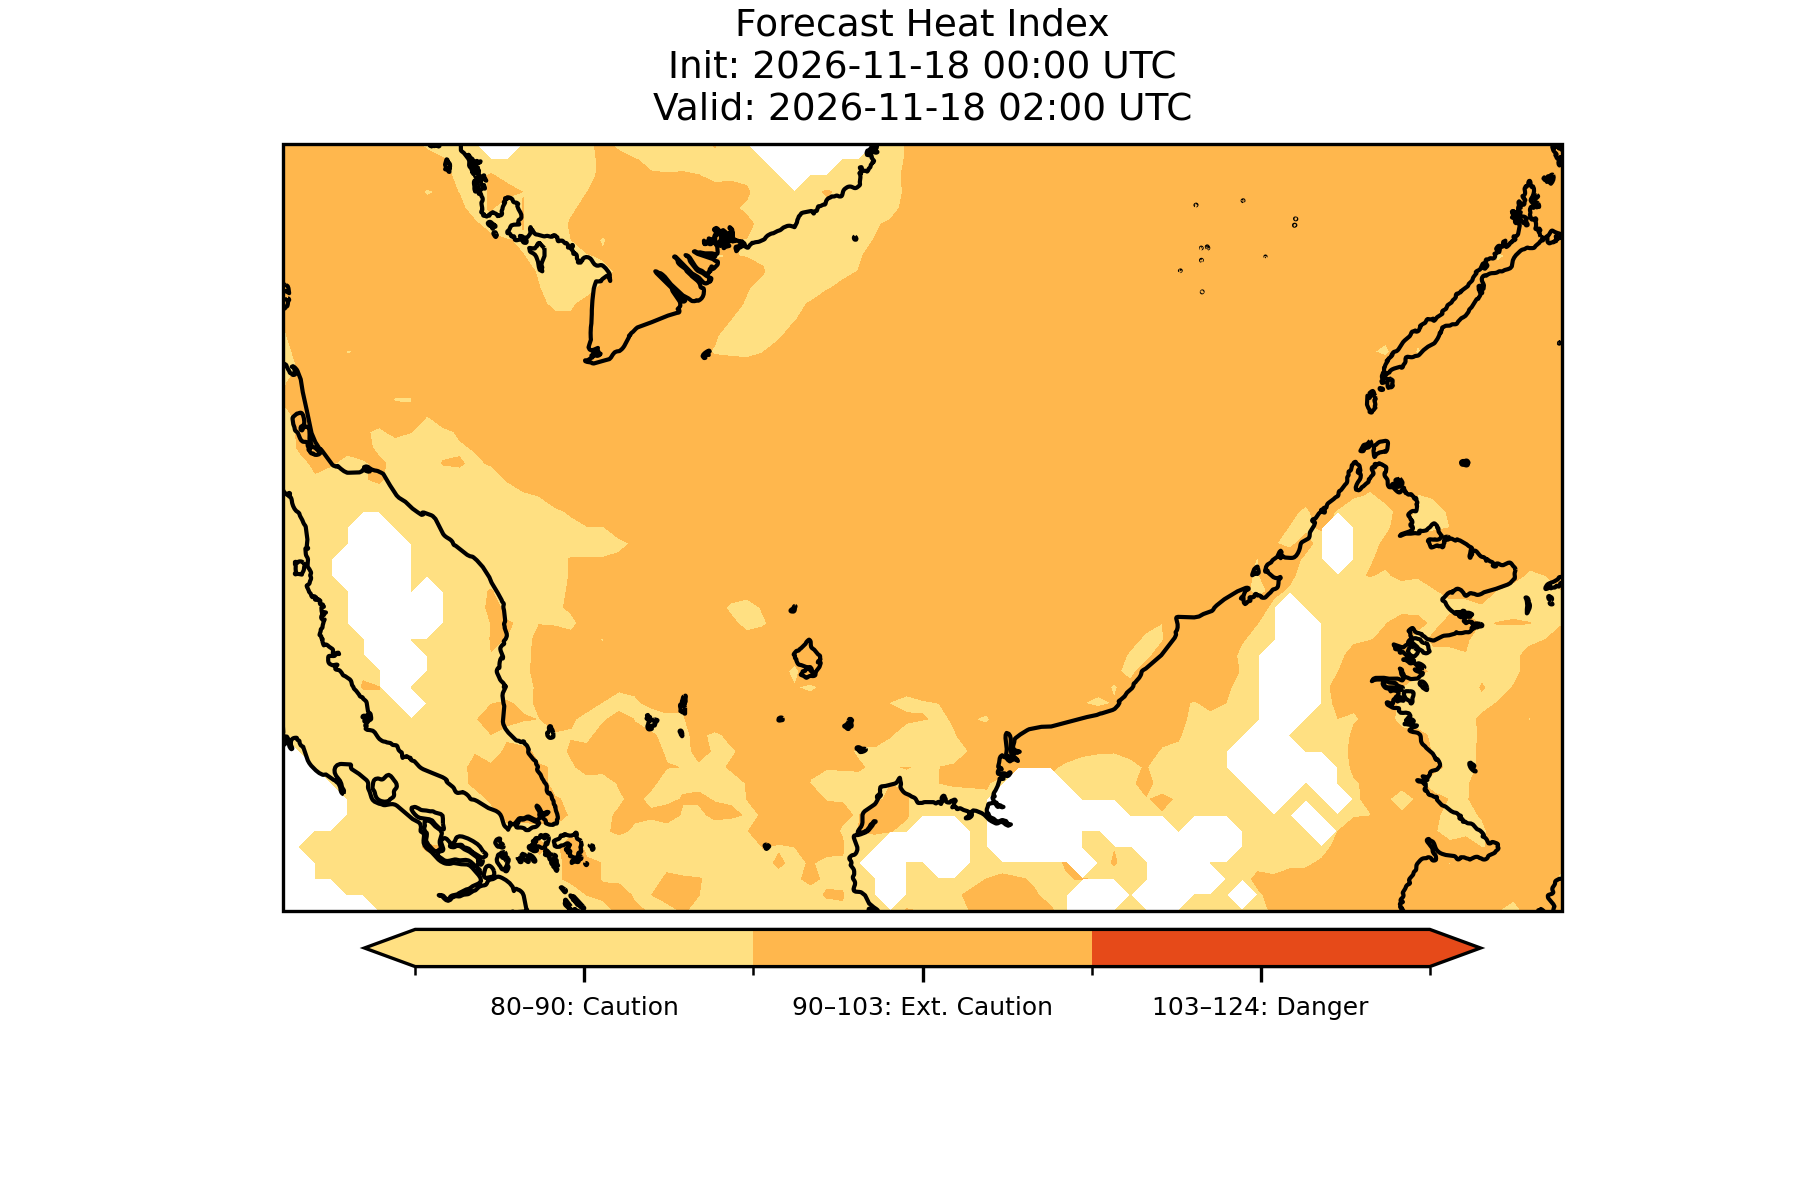 Forecast Heat Index
Init: 2026-11-18 00:00 UTC
Valid: 2026-11-18 02:00 UTC
80–90: Caution
90–103: Ext. Caution
103–124: Danger